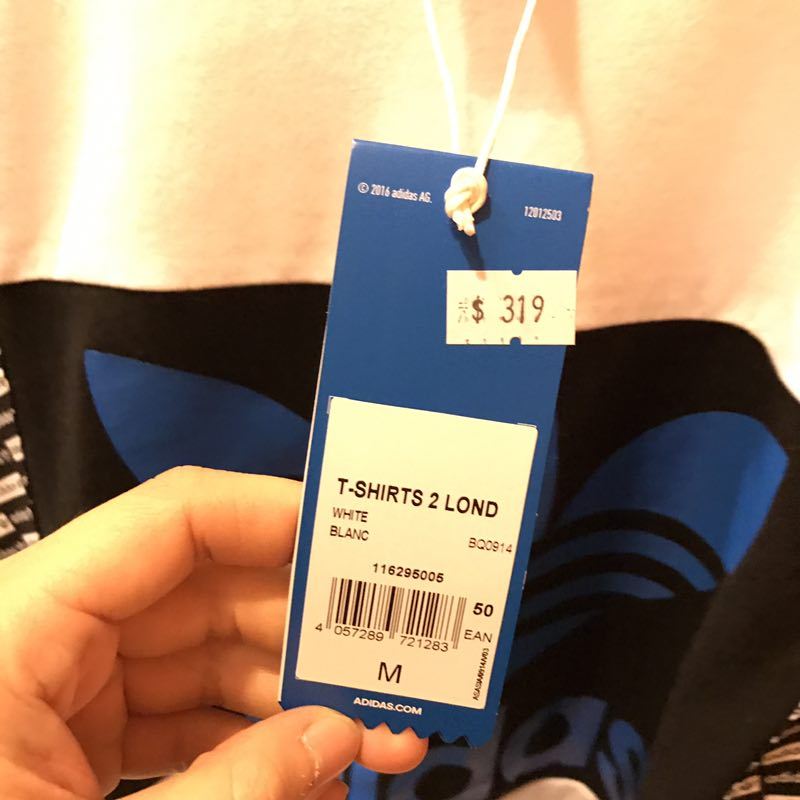 © 2016 adidas AG.
12012503
$ 319
T-SHIRTS 2 LOND
WHITE
BLANC
BQ0914
116295005
50
4 057289 721283 EAN
M
ADIDAS.COM